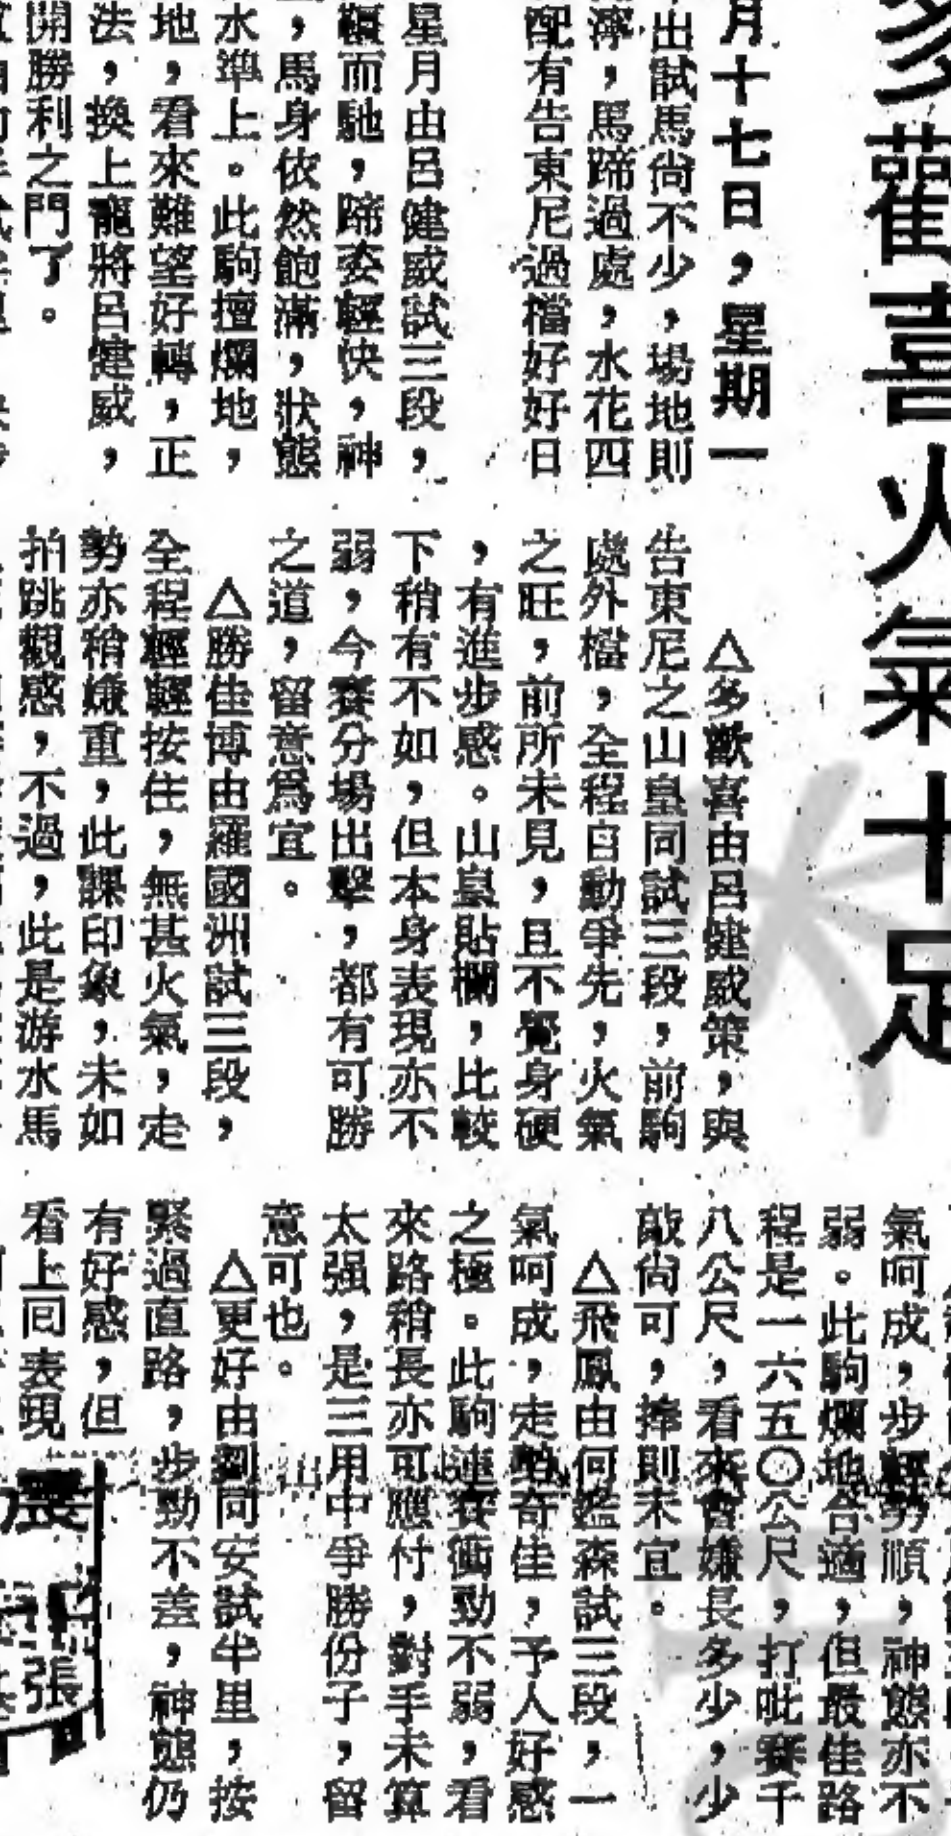 多歡喜火氣十足
月十七日，星期一
出試馬尚不少，場地則
濘，馬蹄過處，水花四
配有告東尼過檔好好日
星月由呂健威試三段，
而馳，蹄姿輕快，神
，馬身依然飽滿，狀態
水準上。此駒擅爛地，
地，看來難望好轉，正
法，換上龍將呂健威，
開勝利之門了。
△多歡喜由呂健威策，與
告東尼之山皇同試三段，前駒
處外檔，全程自動爭先，火氣
之旺，前所未見，且不覺身硬
，有進步感。山皇貼欄，比較
下稍有不如，但本身表現亦不
弱，今賽分場出擊，都有可勝
之道，留意為宜。
△勝佳博由羅國洲試三段，
全程輕輕按住，無甚火氣，走
勢亦稍嫌重，此課印象，未如
拍跳觀感，不過，此是游水馬
氣呵成，步輕勢順，神態亦不
弱。此駒爛地合適，但最佳路
程是一六五〇公尺，打吡賽千
八公尺，看來會嫌長多少，少
敲尚可，捧則未宜。
△飛鳳由何鑑森試三段，一
氣呵成，走勢奇佳，予人好感
之極。此駒連賽衝勁不弱，看
來路稍長亦可應付，對手未算
太强，是三用中爭勝份子，留
意可也。
△更好由劉同安試半里，按
緊過直路，步勁不差，神態仍
有好感，但
看上回表現
農
張